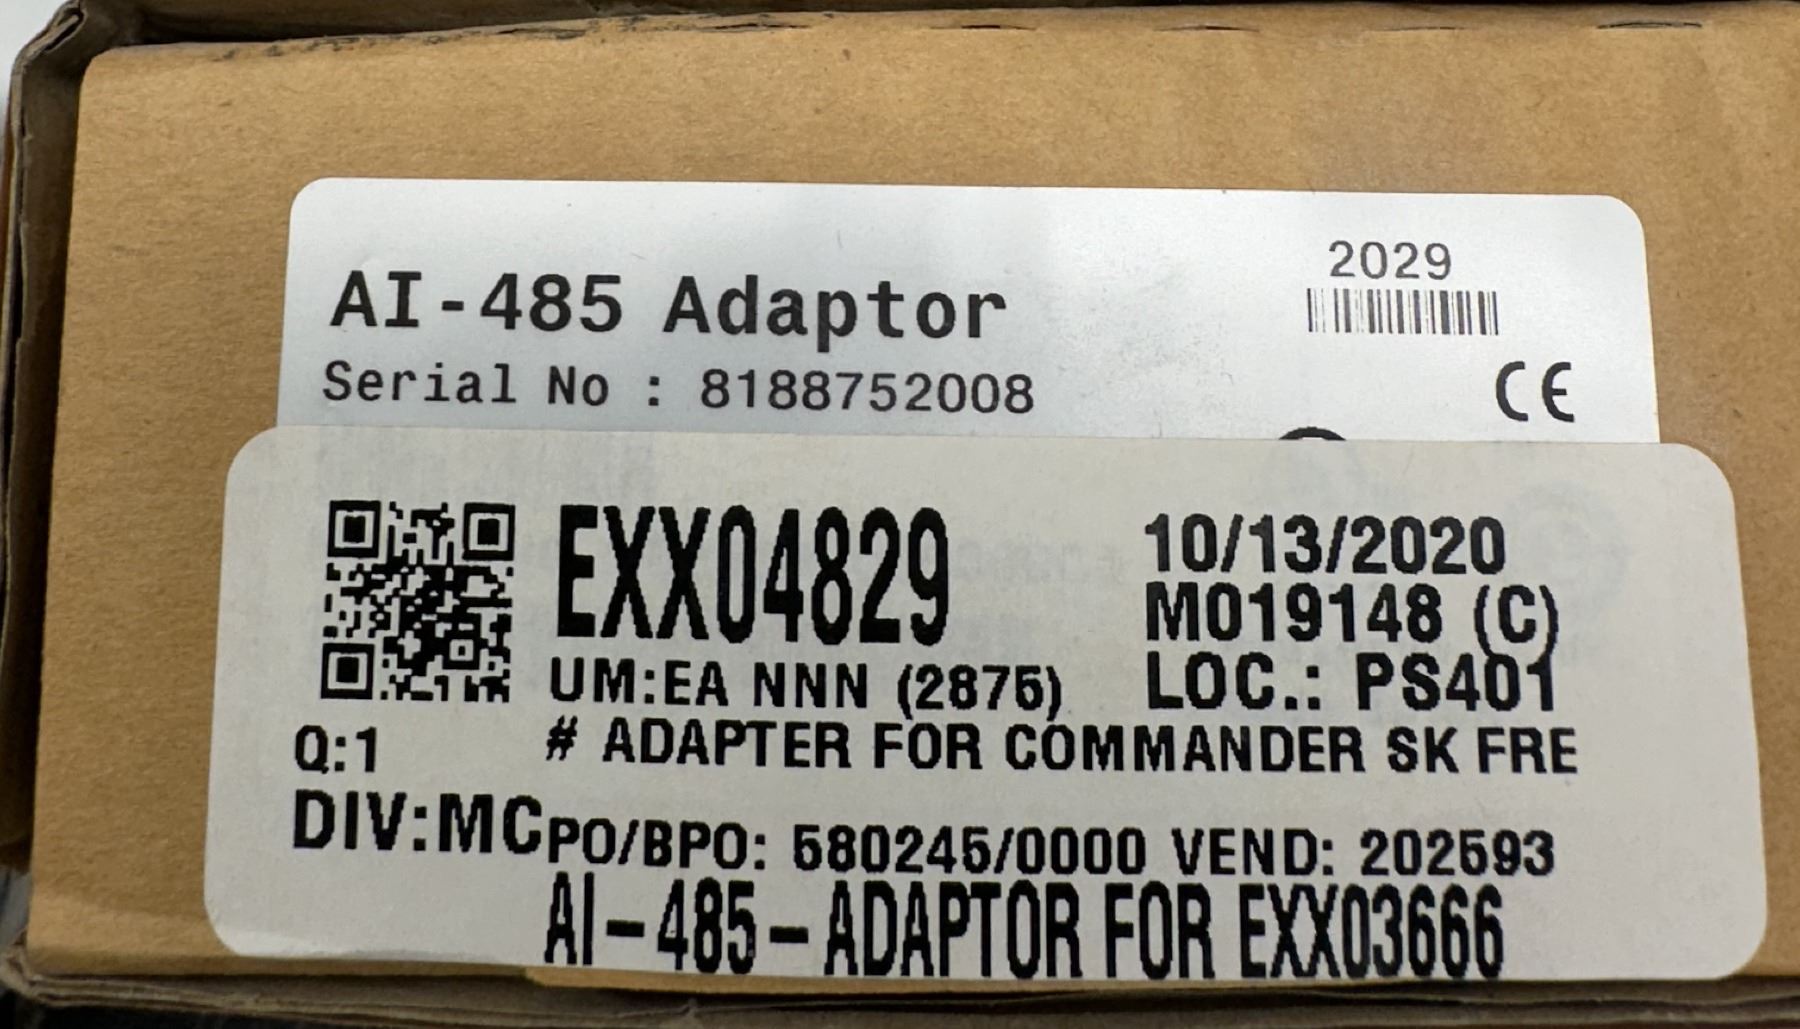 2029
AI-485 Adaptor
Serial No : 8188752008
CE
EXX04829
10/13/2020
M019148 (C)
UM:EA NNN (2875)
LOC.: PS401
Q:1
# ADAPTER FOR COMMANDER SK FRE
DIV:MC
PO/BPO: 580245/0000 VEND: 202593
AI-485-ADAPTOR FOR EXX03666